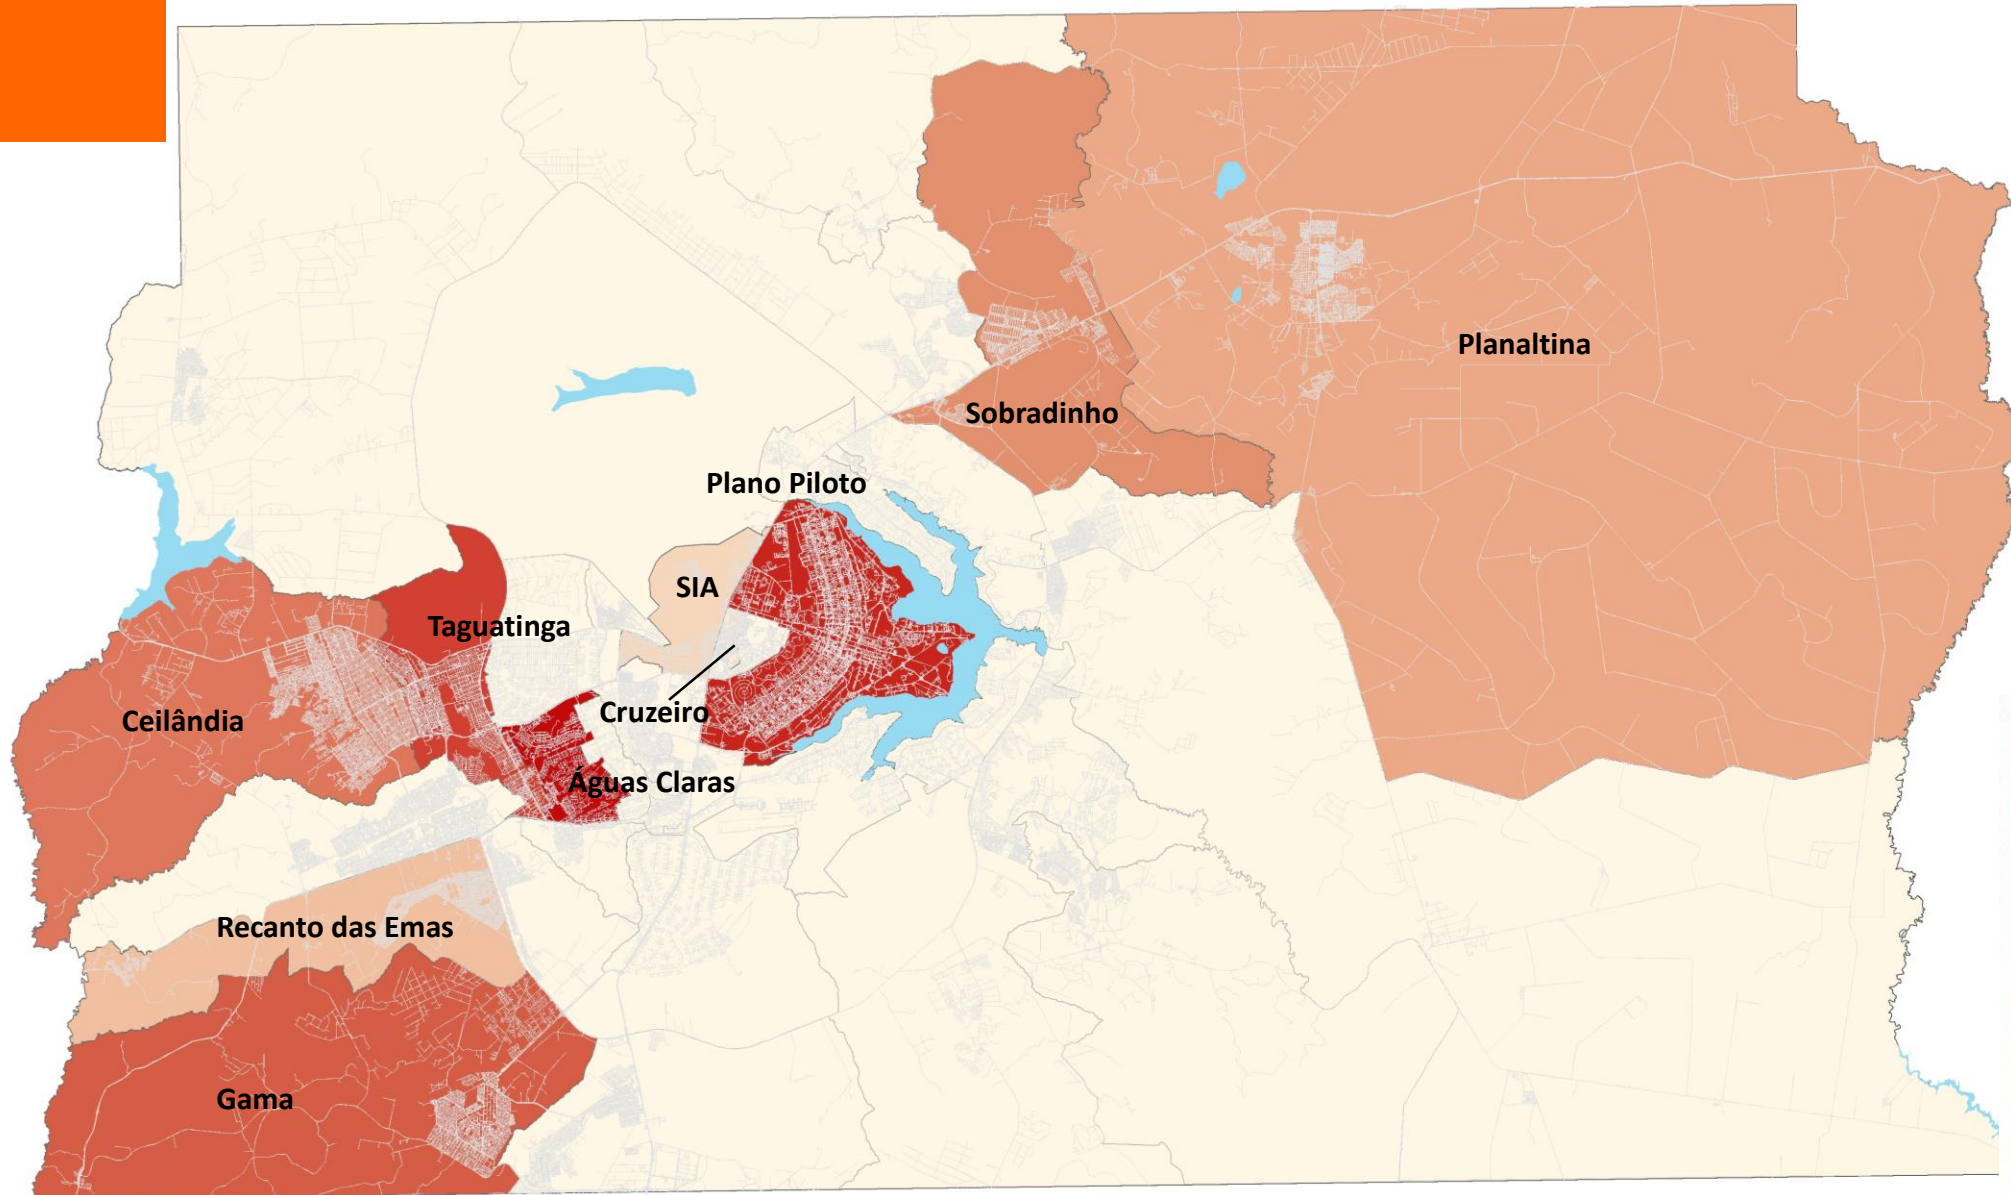 Planaltina
Sobradinho
Plano Piloto
SIA
Taguatinga
Ceilândia
Cruzeiro
Águas Claras
Recanto das Emas
Gama